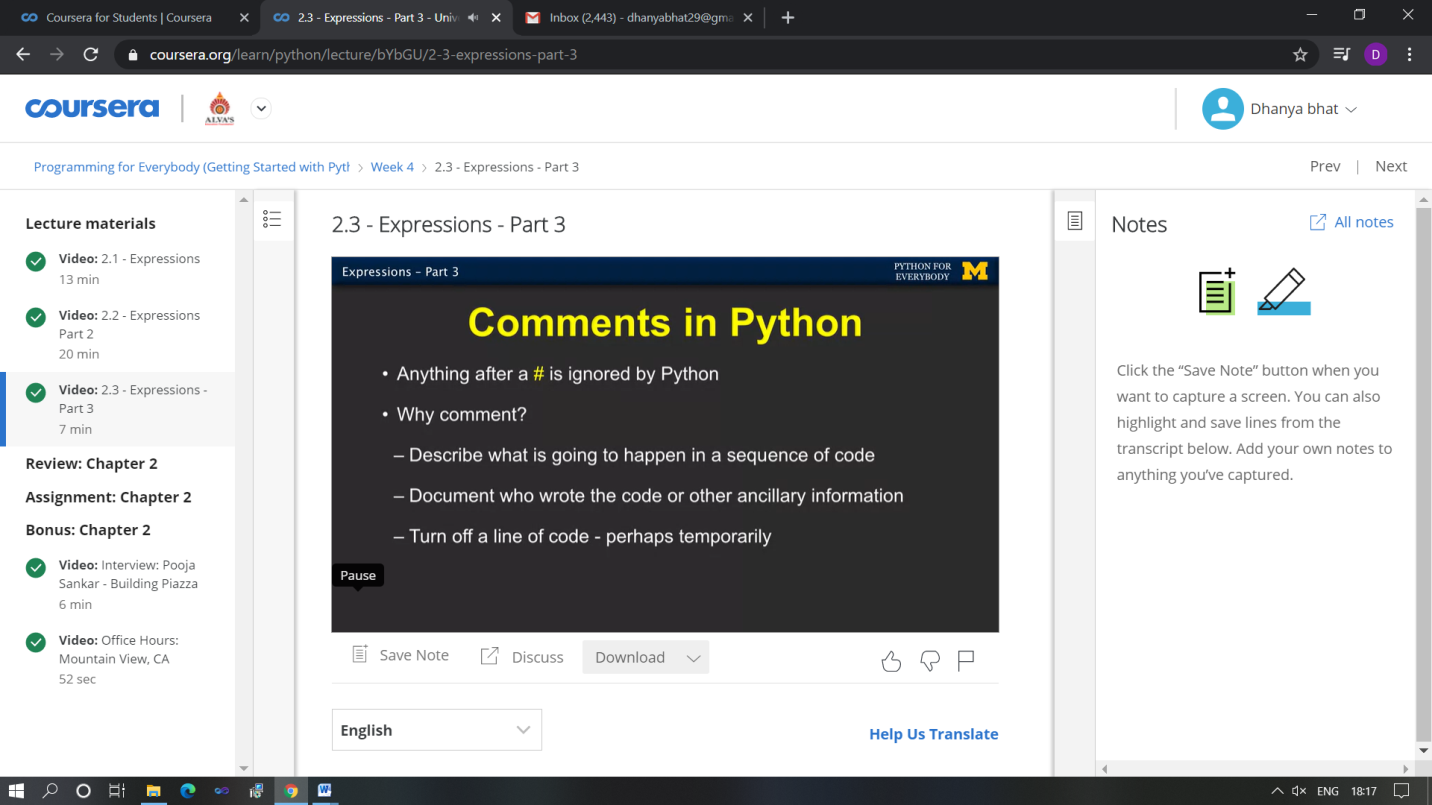 Coursera for Students | Coursera
2.3 - Expressions - Part 3 - Univ
Inbox (2,443) - dhanyabhat29@gma
coursera.org/learn/python/lecture/bYbGU/2-3-expressions-part-3
D
coursera
ALVA'S
Dhanya bhat
Programming for Everybody (Getting Started with Pyth
Week 4
2.3 - Expressions - Part 3
Prev | Next
Lecture materials
Video: 2.1 - Expressions
13 min
Video: 2.2 - Expressions
Part 2
20 min
Video: 2.3 - Expressions -
Part 3
7 min
Review: Chapter 2
Assignment: Chapter 2
Bonus: Chapter 2
Video: Interview: Pooja
Sankar - Building Piazza
6 min
Video: Office Hours:
Mountain View, CA
52 sec
2.3 - Expressions - Part 3
Expressions – Part 3
PYTHON FOR
EVERYBODY
M
Comments in Python
• Anything after a # is ignored by Python
• Why comment?
– Describe what is going to happen in a sequence of code
– Document who wrote the code or other ancillary information
– Turn off a line of code - perhaps temporarily
Pause
Save Note
Discuss
Download
English
Help Us Translate
Notes
All notes
Click the “Save Note” button when you
want to capture a screen. You can also
highlight and save lines from the
transcript below. Add your own notes to
anything you’ve captured.
ENG
18:17